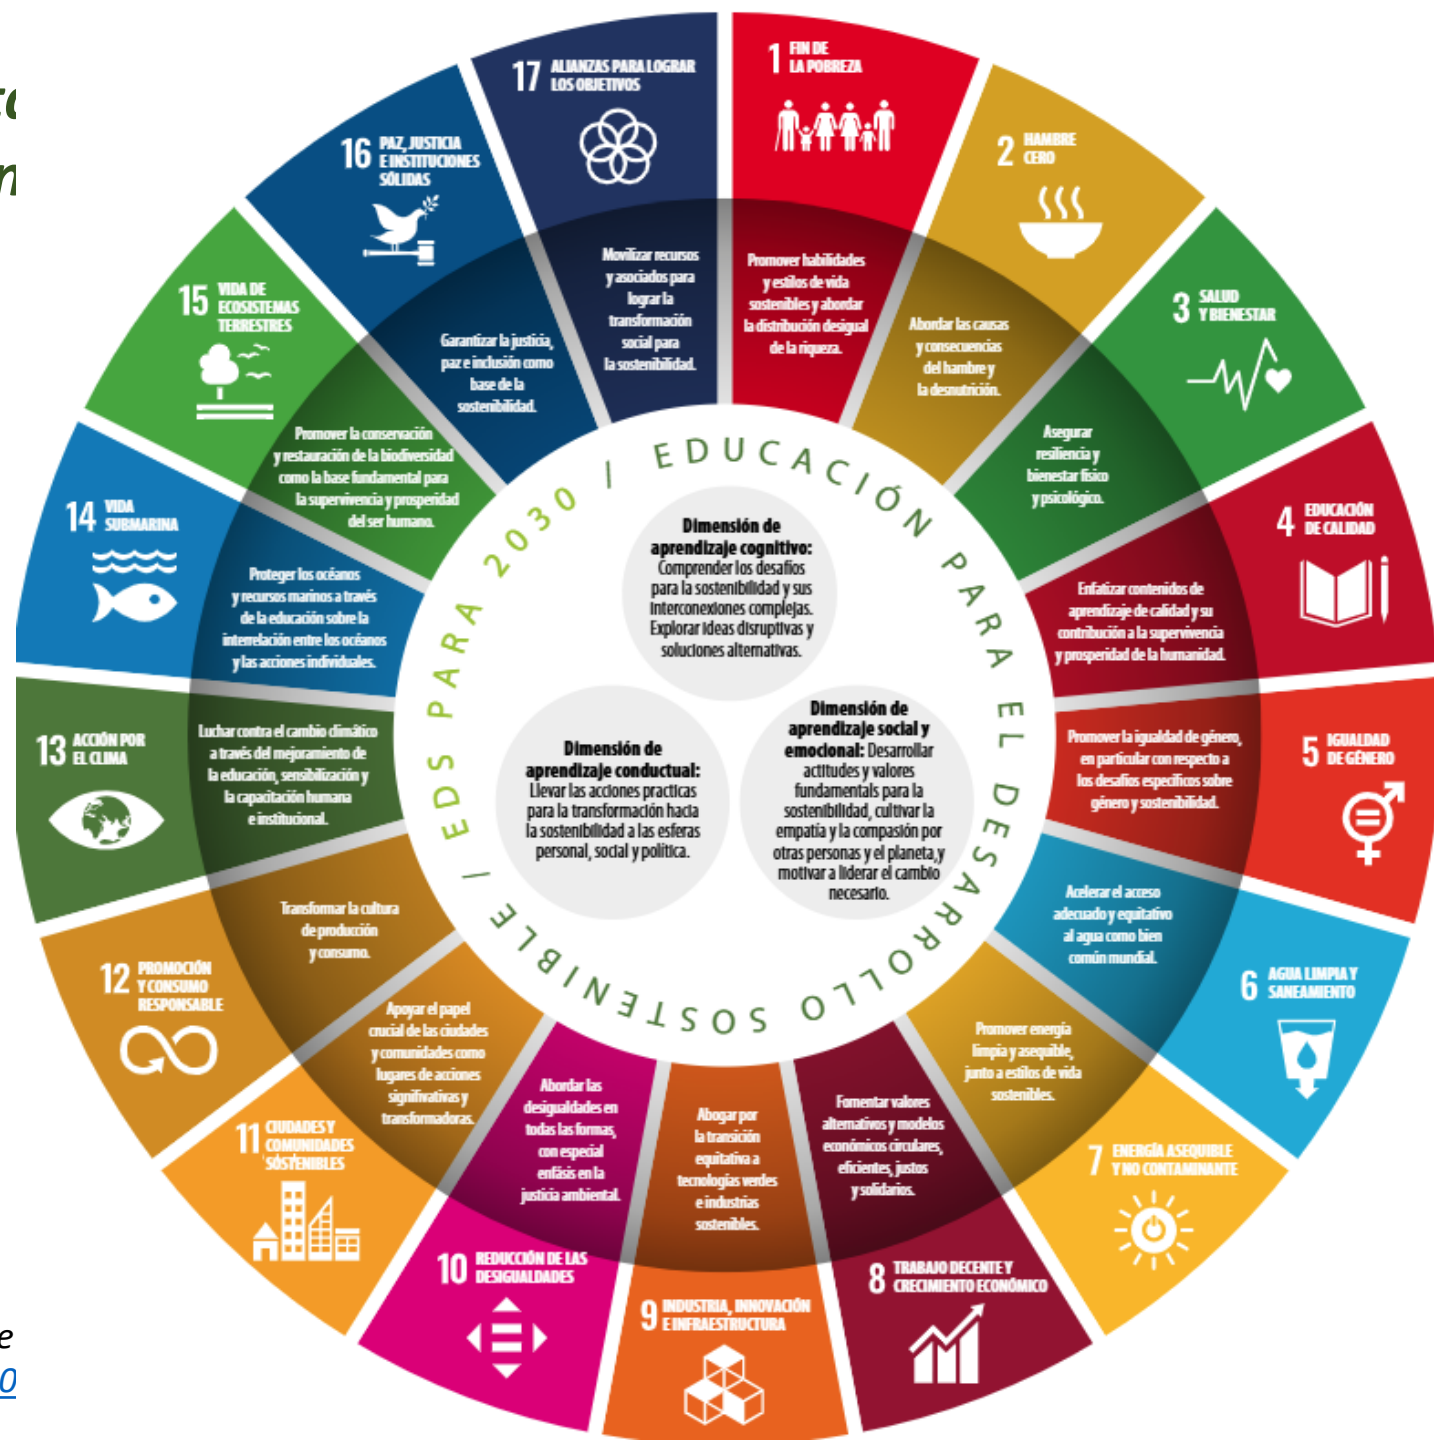 1 FIN DE
LA POBREZA
Promover habilidades
y estilos de vida
sostenibles y abordar
la distribución desigual
de la riqueza.
2 HAMBRE
CERO
Abordar las causas
y consecuencias
del hambre y
la desnutrición.
3 SALUD
Y BIENESTAR
Asegurar
resiliencia y
bienestar físico
y psicológico.
4 EDUCACIÓN
DE CALIDAD
Enfatizar contenidos de
aprendizaje de calidad y su
contribución a la supervivencia
y prosperidad de la humanidad.
5 IGUALDAD
DE GÉNERO
Promover la igualdad de género,
en particular con respecto a
los desafíos específicos sobre
género y sostenibilidad.
6 AGUA LIMPIA Y
SANEAMIENTO
Acelerar el acceso
adecuado y equitativo
al agua como bien
común mundial.
7 ENERGÍA ASEQUIBLE
Y NO CONTAMINANTE
Promover energía
limpia y asequible,
junto a estilos de vida
sostenibles.
8 TRABAJO DECENTE Y
CRECIMIENTO ECONÓMICO
Fomentar valores
alternativos y modelos
económicos circulares,
eficientes, justos
y solidarios.
9 INDUSTRIA, INNOVACIÓN
E INFRAESTRUCTURA
Abogar por
la transición
equitativa a
tecnologías verdes
e industrias
sostenibles.
10 REDUCCIÓN DE LAS
DESIGUALDADES
Abordar las
desigualdades en
todas las formas,
con especial
enfásis en la
justicia ambiental.
11 CIUDADES Y
COMUNIDADES
SOSTENIBLES
Apoyar el papel
crucial de las ciudades
y comunidades como
lugares de acciones
signifivativas y
transformadoras.
12 PROMOCIÓN
Y CONSUMO
RESPONSABLE
Transformar la cultura
de producción
y consumo.
13 ACCIÓN POR
EL CLIMA
Luchar contra el cambio climático
a través del mejoramiento de
la educación, sensibilización y
la capacitación humana
e institucional.
14 VIDA
SUBMARINA
Proteger los océanos
y recursos marinos a través
de la educación sobre la
interrelación entre los océanos
y las acciones individuales.
15 VIDA DE
ECOSISTEMAS
TERRESTRES
Promover la conservación
y restauración de la biodiversidad
como la base fundamental para
la supervivencia y prosperidad
del ser humano.
16 PAZ, JUSTICIA
E INSTITUCIONES
SÓLIDAS
Garantizar la justicia,
paz e inclusión como
base de la
sostenibilidad.
17 ALIANZAS PARA LOGRAR
LOS OBJETIVOS
Movilizar recursos
y asociados para
lograr la
transformación
social para
la sostenibilidad.
/ EDUCACIÓN PARA EL DESARROLLO SOSTENIBLE / EDS PARA 2030
Dimensión de
aprendizaje cognitivo:
Comprender los desafíos
para la sostenibilidad y sus
interconexiones complejas.
Explorar ideas disruptivas y
soluciones alternativas.
Dimensión de
aprendizaje conductual:
Llevar las acciones practicas
para la transformación hacia
la sostenibilidad a las esferas
personal, social y política.
Dimensión de
aprendizaje social y
emocional: Desarrollar
actitudes y valores
fundamentals para la
sostenibilidad, cultivar la
empatía y la compasión por
otras personas y el planeta,y
motivar a liderar el cambio
necesario.
e
0